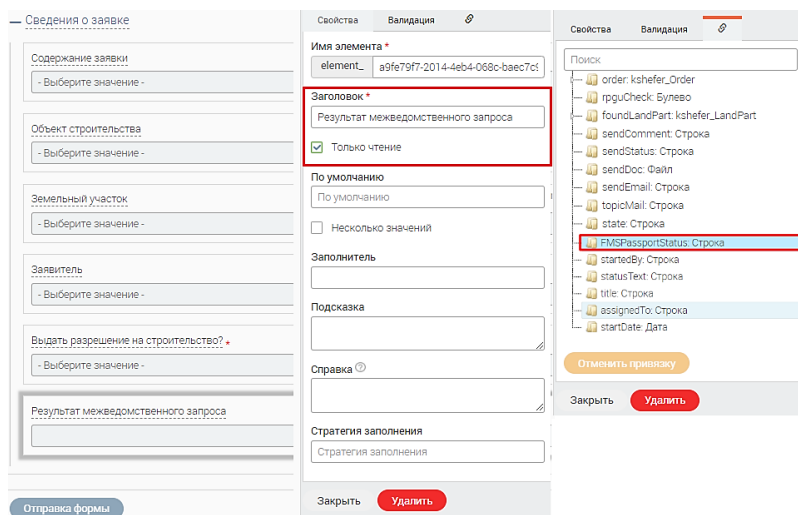 Сведения о заявке
Содержание заявки
- Выберите значение -
Объект строительства
- Выберите значение -
Земельный участок
- Выберите значение -
Заявитель
- Выберите значение -
Выдать разрешение на строительство? *
- Выберите значение -
Результат межведомственного запроса
Отправка формы
Свойства Валидация
Имя элемента *
element_ a9fe79f7-2014-4eb4-068c-baec7c9
Заголовок *
Результат межведомственного запроса
Только чтение
По умолчанию
По умолчанию
Несколько значений
Заполнитель
Подсказка
Справка
Стратегия заполнения
Стратегия заполнения
Закрыть Удалить
Свойства Валидация
Поиск
order: kshefer_Order
rpguCheck: Булево
foundLandPart: kshefer_LandPart
sendComment: Строка
sendStatus: Строка
sendDoc: Файл
sendEmail: Строка
topicMail: Строка
state: Строка
FMSPassportStatus: Строка
startedBy: Строка
statusText: Строка
title: Строка
assignedTo: Строка
startDate: Дата
Отменить привязку
Закрыть Удалить